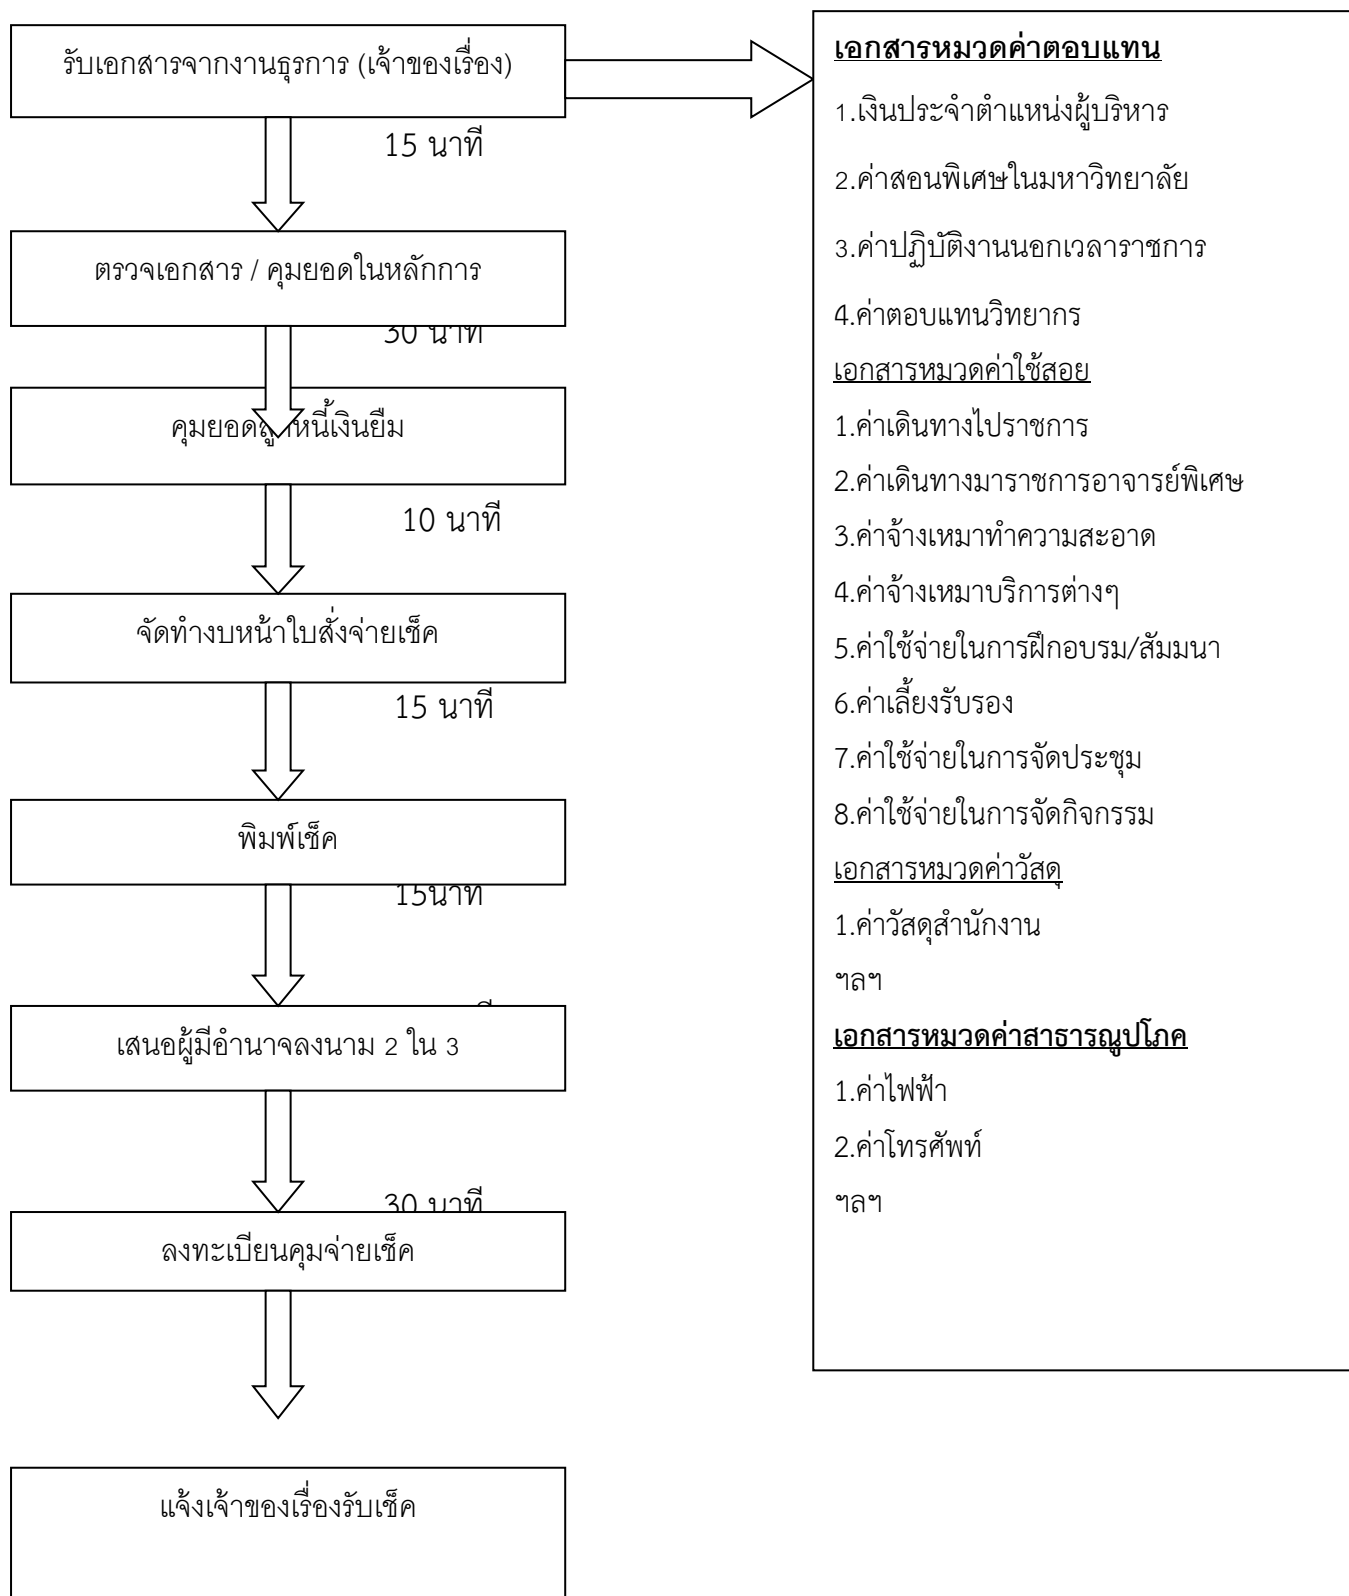 รับเอกสารจากงานธุรการ (เจ้าของเรื่อง)
15 นาที
ตรวจเอกสาร / คุมยอดในหลักการ
30 นาที
คุมยอดลูกหนี้เงินยืม
10 นาที
จัดทำงบหน้าใบสั่งจ่ายเช็ค
15 นาที
พิมพ์เช็ค
15นาที
เสนอผู้มีอำนาจลงนาม 2 ใน 3
30 นาที
ลงทะเบียนคุมจ่ายเช็ค
แจ้งเจ้าของเรื่องรับเช็ค
เอกสารหมวดค่าตอบแทน
1.เงินประจำตำแหน่งผู้บริหาร
2.ค่าสอนพิเศษในมหาวิทยาลัย
3.ค่าปฏิบัติงานนอกเวลาราชการ
4.ค่าตอบแทนวิทยากร
เอกสารหมวดค่าใช้สอย
1.ค่าเดินทางไปราชการ
2.ค่าเดินทางมาราชการอาจารย์พิเศษ
3.ค่าจ้างเหมาทำความสะอาด
4.ค่าจ้างเหมาบริการต่างๆ
5.ค่าใช้จ่ายในการฝึกอบรม/สัมมนา
6.ค่าเลี้ยงรับรอง
7.ค่าใช้จ่ายในการจัดประชุม
8.ค่าใช้จ่ายในการจัดกิจกรรม
เอกสารหมวดค่าวัสดุ
1.ค่าวัสดุสำนักงาน
ฯลฯ
เอกสารหมวดค่าสาธารณูปโภค
1.ค่าไฟฟ้า
2.ค่าโทรศัพท์
ฯลฯ